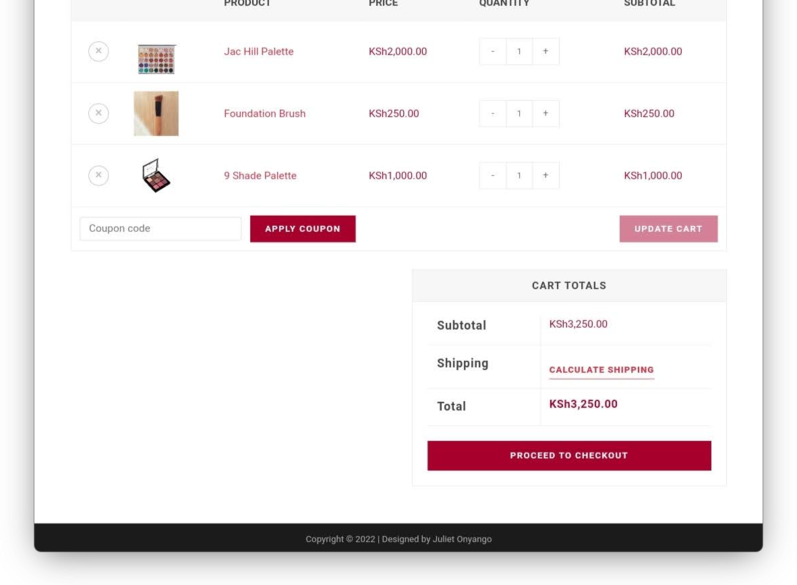 PRODUCT PRICE QUANTITY SUBTOTAL
× Jac Hill Palette KSh2,000.00 - 1 + KSh2,000.00
× Foundation Brush KSh250.00 - 1 + KSh250.00
× 9 Shade Palette KSh1,000.00 - 1 + KSh1,000.00
Coupon code APPLY COUPON UPDATE CART
CART TOTALS
Subtotal KSh3,250.00
Shipping CALCULATE SHIPPING
Total KSh3,250.00
PROCEED TO CHECKOUT
Copyright © 2022 | Designed by Juliet Onyango